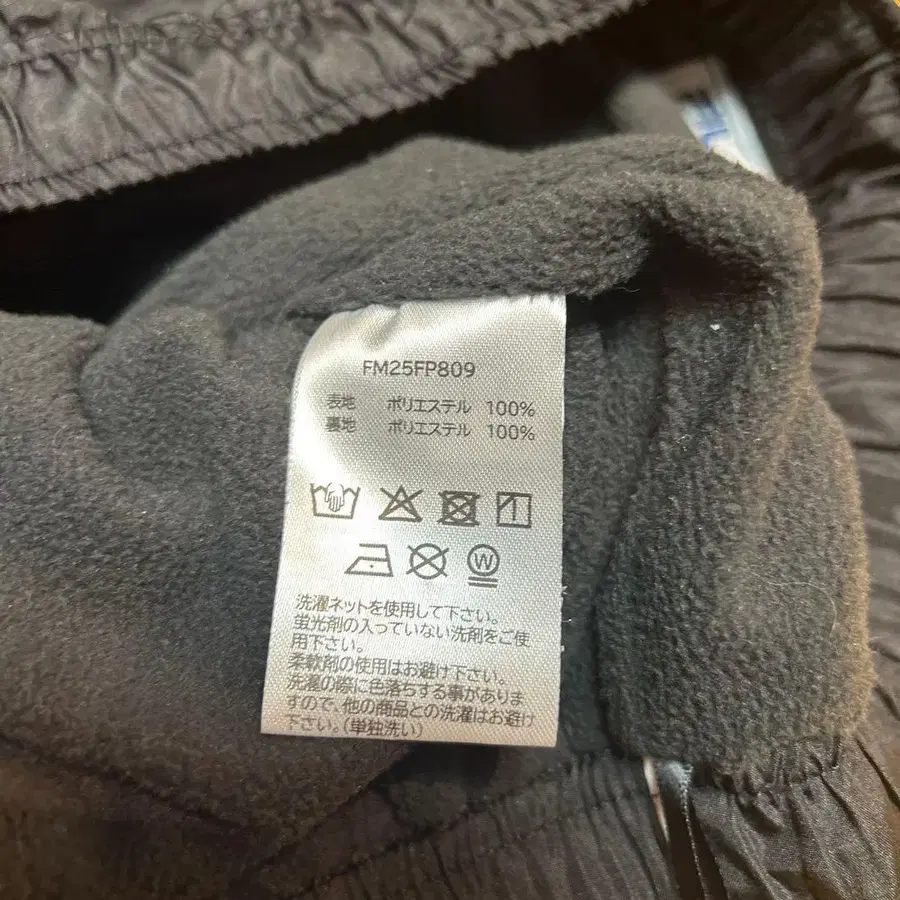 FM25FP809
表地 ポリエステル 100%
裏地 ポリエステル 100%
W
洗濯ネットを使用して下さい。
蛍光剤の入っていない洗剤をご使
用下さい。
柔軟剤の使用はお避け下さい。
洗濯の際に色落ちする事がありま
すので、他の商品との洗濯はお避け
下さい。(単独洗い)